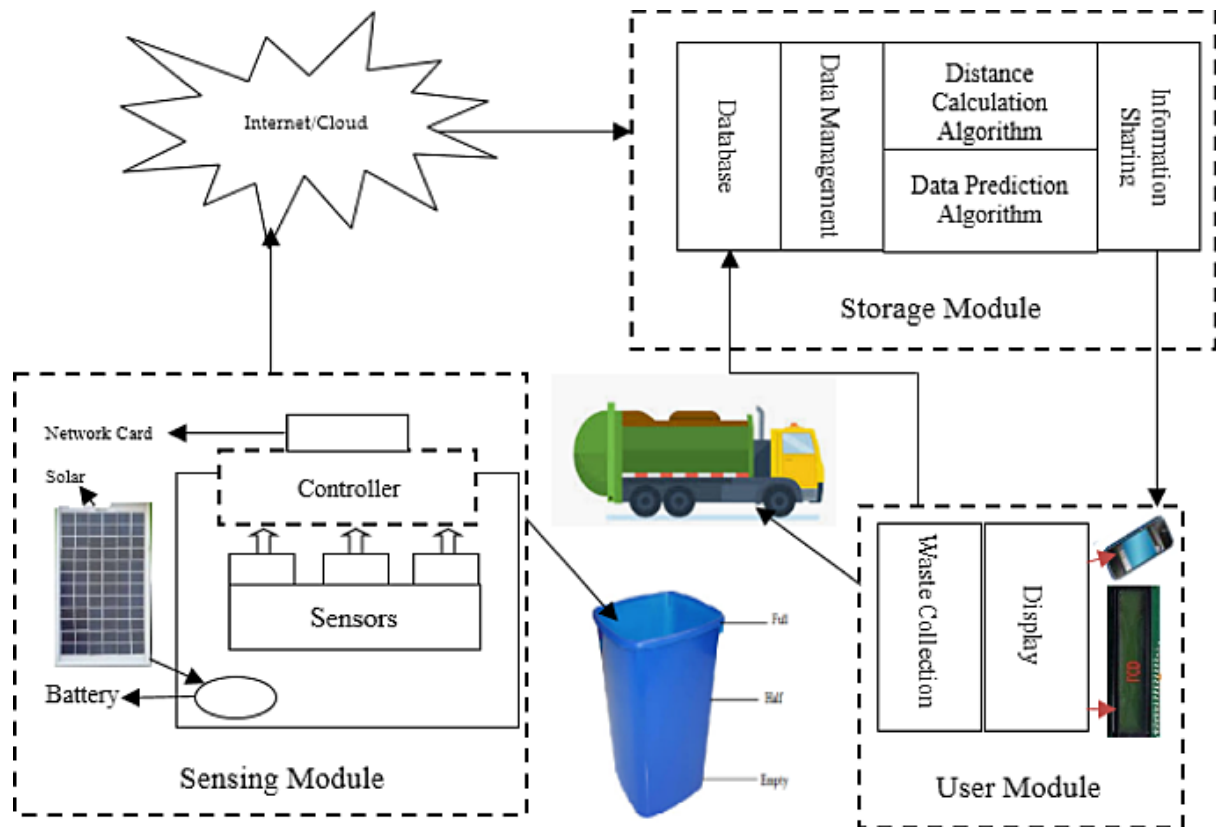 Internet/Cloud
Database
Data Management
Distance
Calculation
Algorithm
Data Prediction
Algorithm
Information
Sharing
Storage Module
Network Card
Solar
Controller
Sensors
Battery
Sensing Module
Full
Half
Empty
Waste Collection
Display
User Module